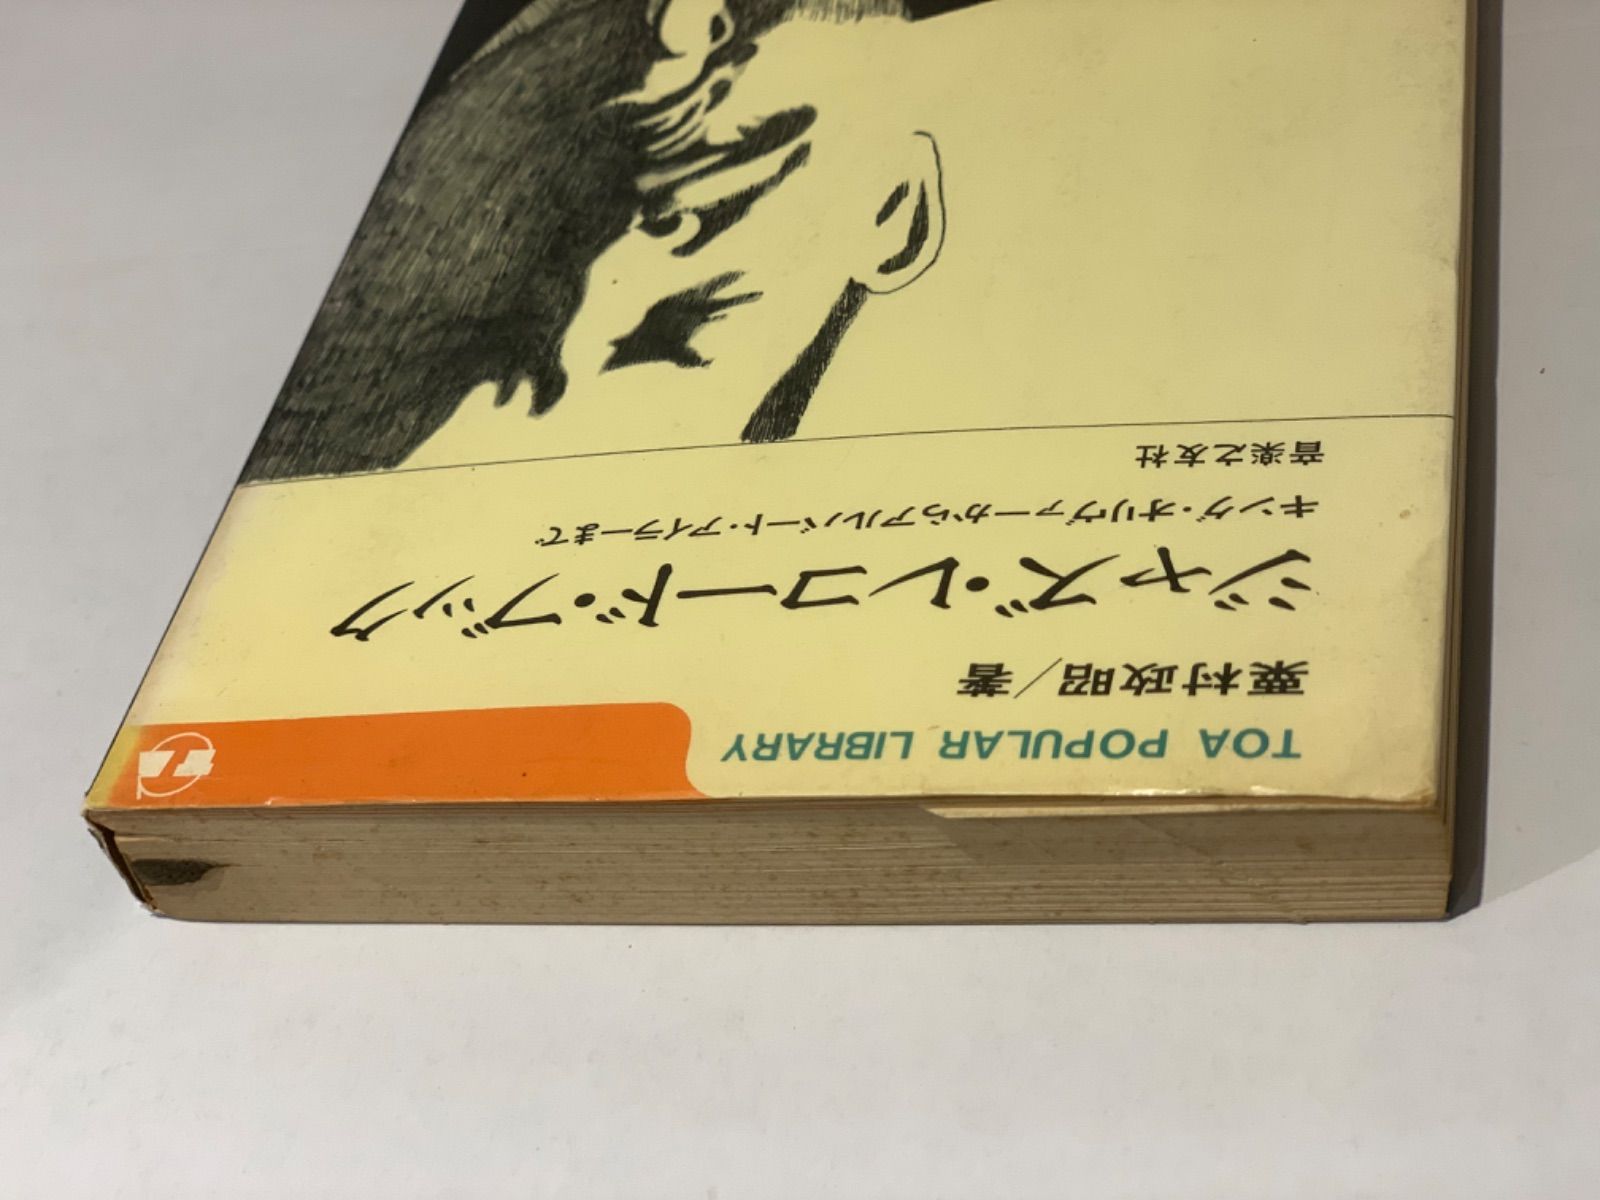 TOA POPULAR LIBRARY
粟村政昭/著
ジャズ・レコード・ブック
キング・オリヴァーからアルバート・アイラーまで
音楽之友社